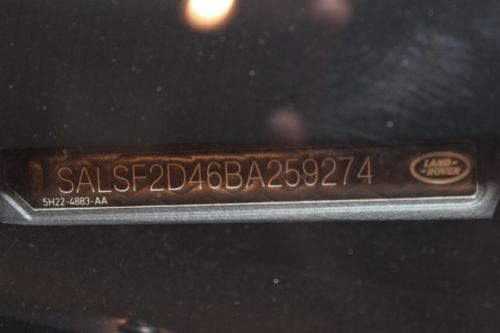 SALSF2D46BA259274
LAND-
-ROVER
5H22-4883-AA